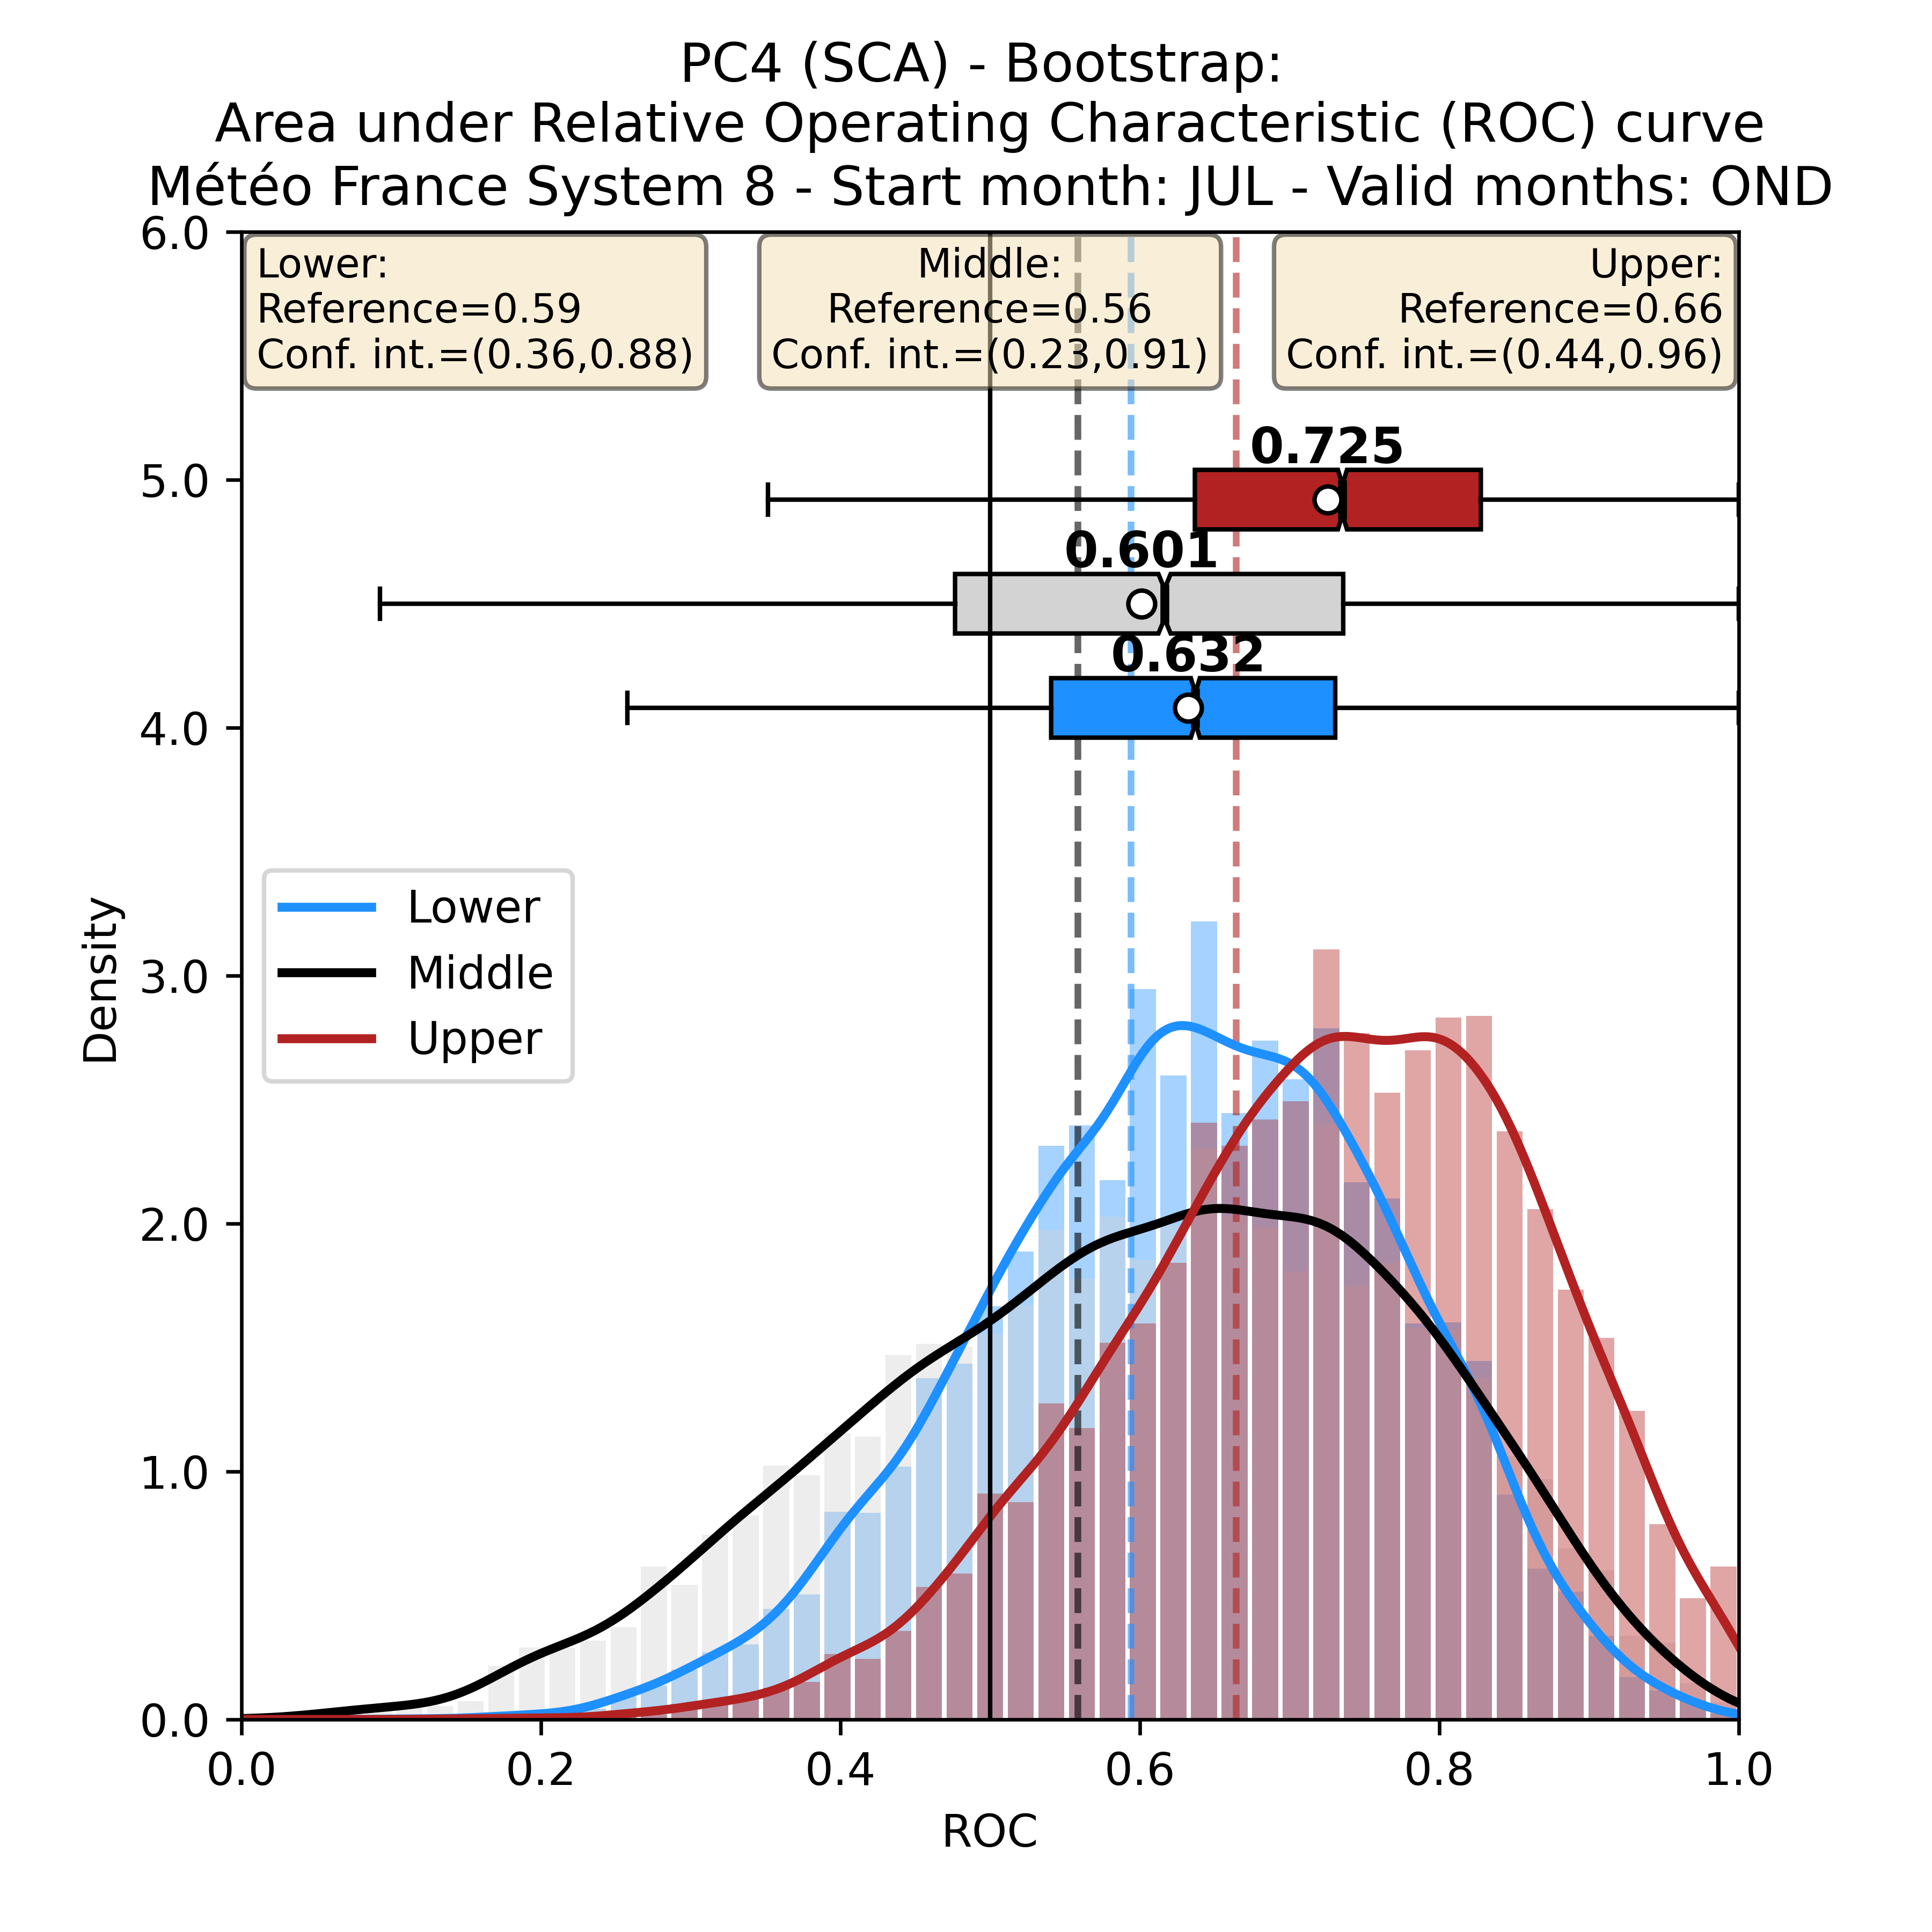 PC4 (SCA) - Bootstrap:
Area under Relative Operating Characteristic (ROC) curve
Météo France System 8 - Start month: JUL - Valid months: OND
6.0
5.0
4.0
3.0
2.0
1.0
0.0
Density
Lower:
Reference=0.59
Conf. int.=(0.36,0.88)
Middle:
Reference=0.56
Conf. int.=(0.23,0.91)
Upper:
Reference=0.66
Conf. int.=(0.44,0.96)
0.725
0.601
0.632
Lower
Middle
Upper
0.0
0.2
0.4
0.6
0.8
1.0
ROC